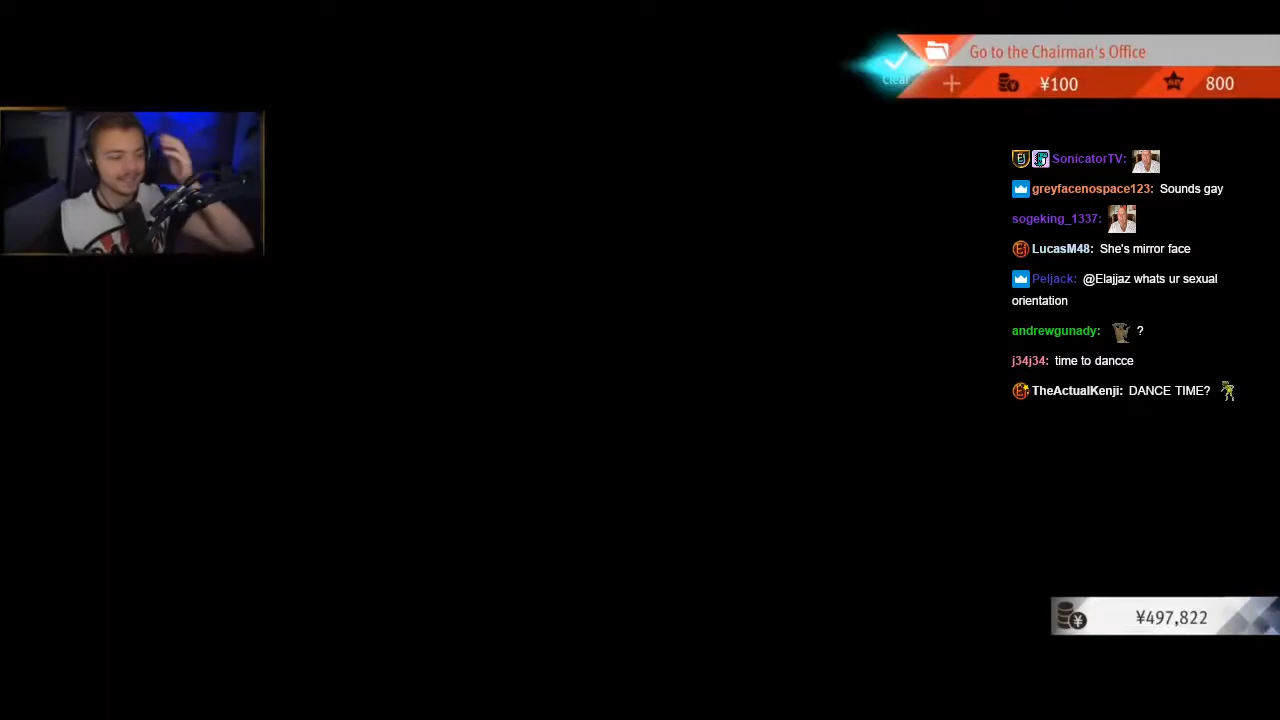 Go to the Chairman's Office
Clear
¥100
800
SonicatorTV:
greyfacenospace123: Sounds gay
sogeking_1337:
LucasM48: She's mirror face
Peljack: @Elajjaz whats ur sexual
orientation
andrewgunady: ?
j34j34: time to dancce
TheActualKenji: DANCE TIME?
¥497,822